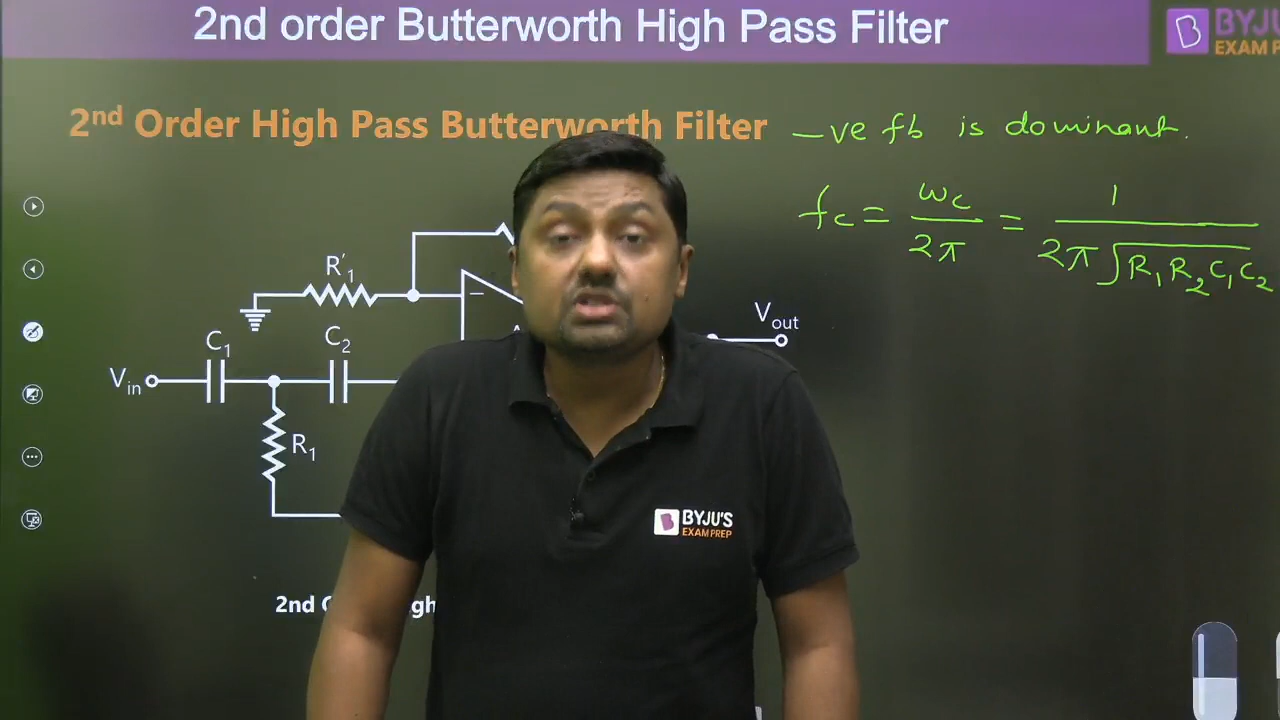 2nd order Butterworth High Pass Filter
BYJU
EXAM P
2nd Order High Pass Butterworth Filter
-ve fb is dominant.
fc = ωc / 2π = 1 / 2π √R1R2C1C2
R'1
−
C1
C2
Vin
Vout
R1
BYJU'S
EXAM PREP
2nd